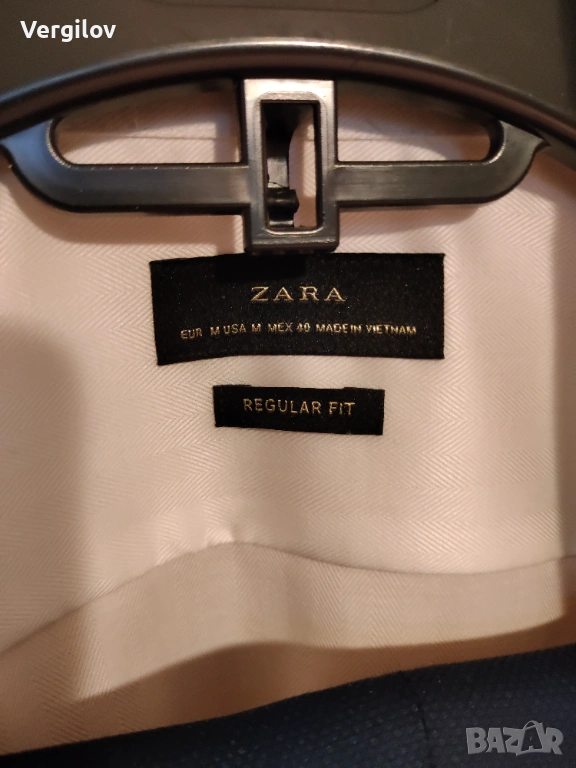 Vergilov
ZARA
EUR M USA M MEX 40 MADE IN VIETNAM
REGULAR FIT
BAZAR